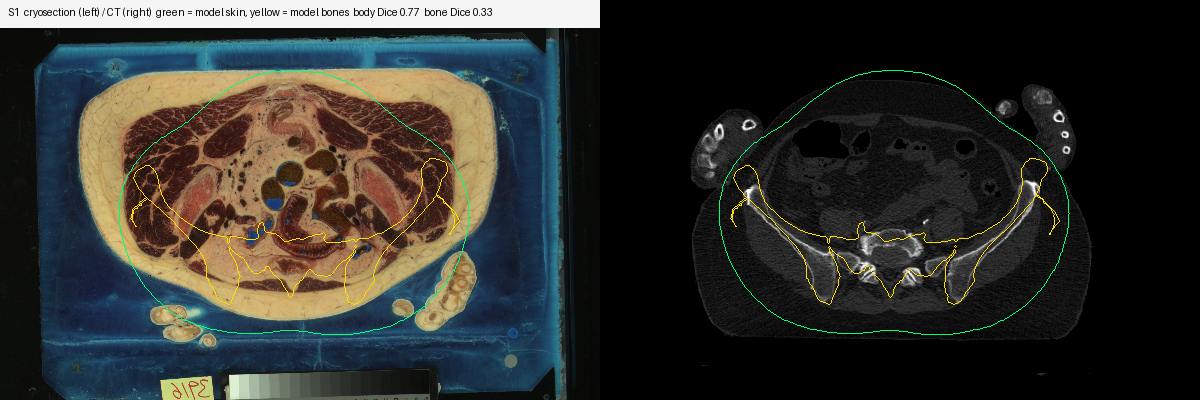 S1 cryosection (left) / CT (right) green = model skin, yellow = model bones body Dice 0.77 bone Dice 0.33